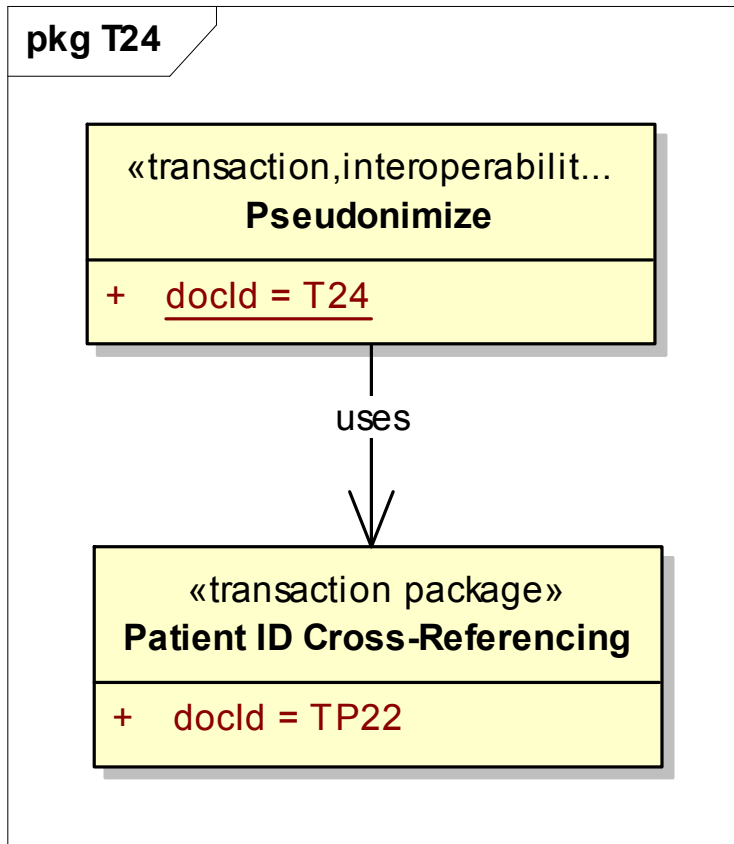 pkg T24
«transaction,interoperabilit...
Pseudonimize
+ docId = T24
uses
«transaction package»
Patient ID Cross-Referencing
+ docId = TP22